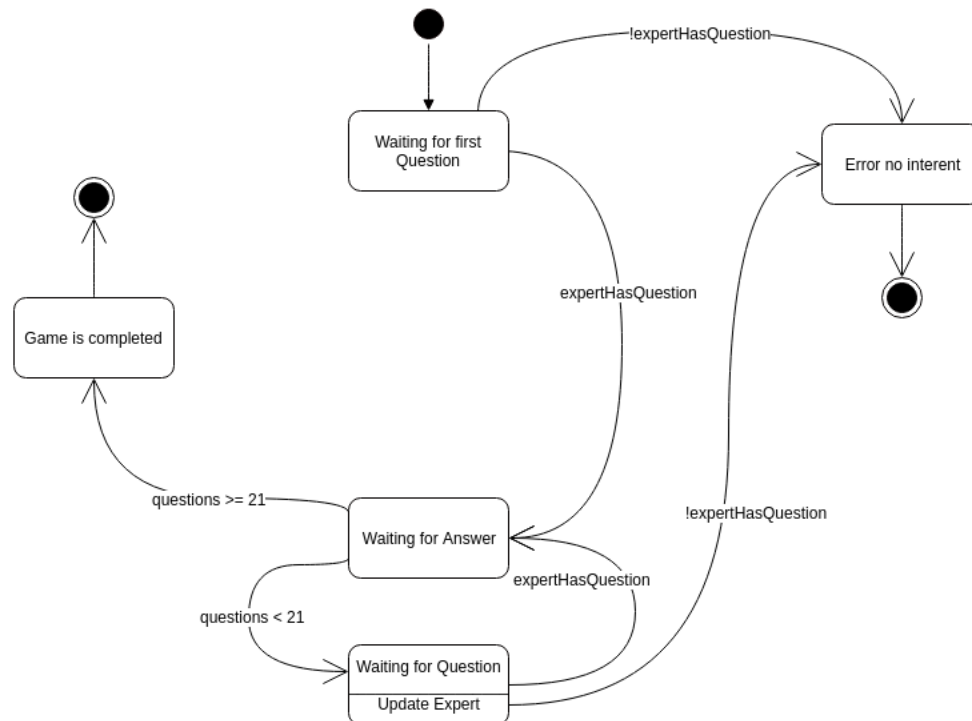 !expertHasQuestion
Waiting for first
Question
Error no interent
expertHasQuestion
Game is completed
questions >= 21
!expertHasQuestion
Waiting for Answer
expertHasQuestion
questions < 21
Waiting for Question
Update Expert